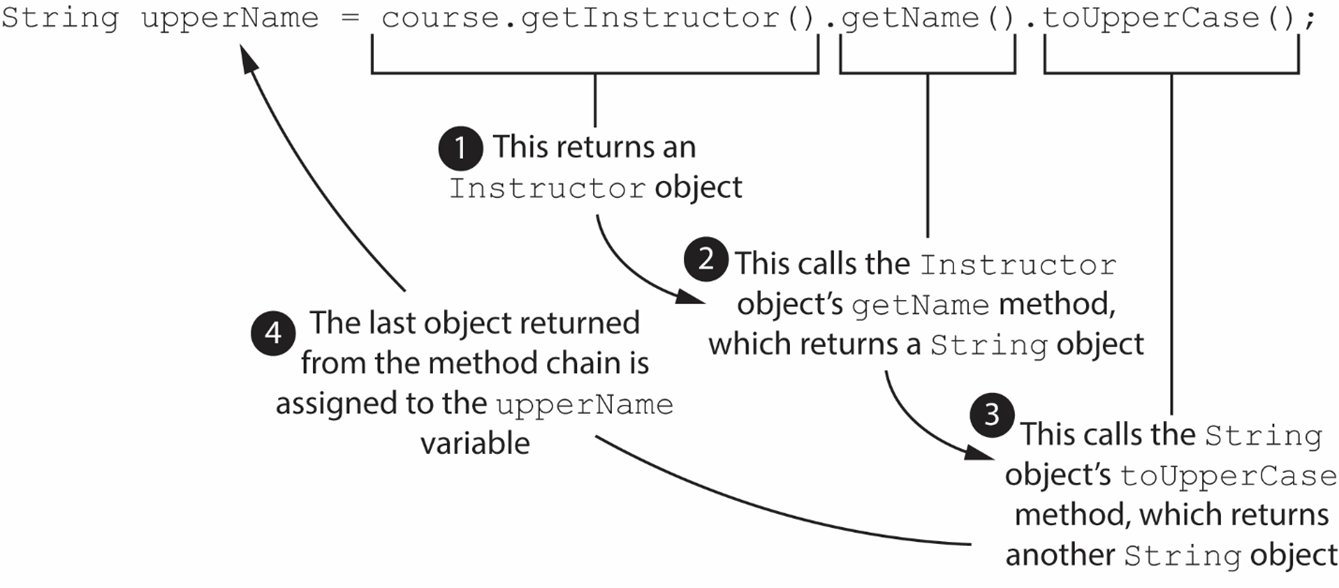 String upperName = course.getInstructor().getName().toUpperCase();
1 This returns an
Instructor object
2 This calls the Instructor
object’s getName method,
which returns a String object
3 This calls the String
object’s toUpperCase
method, which returns
another String object
4 The last object returned
from the method chain is
assigned to the upperName
variable